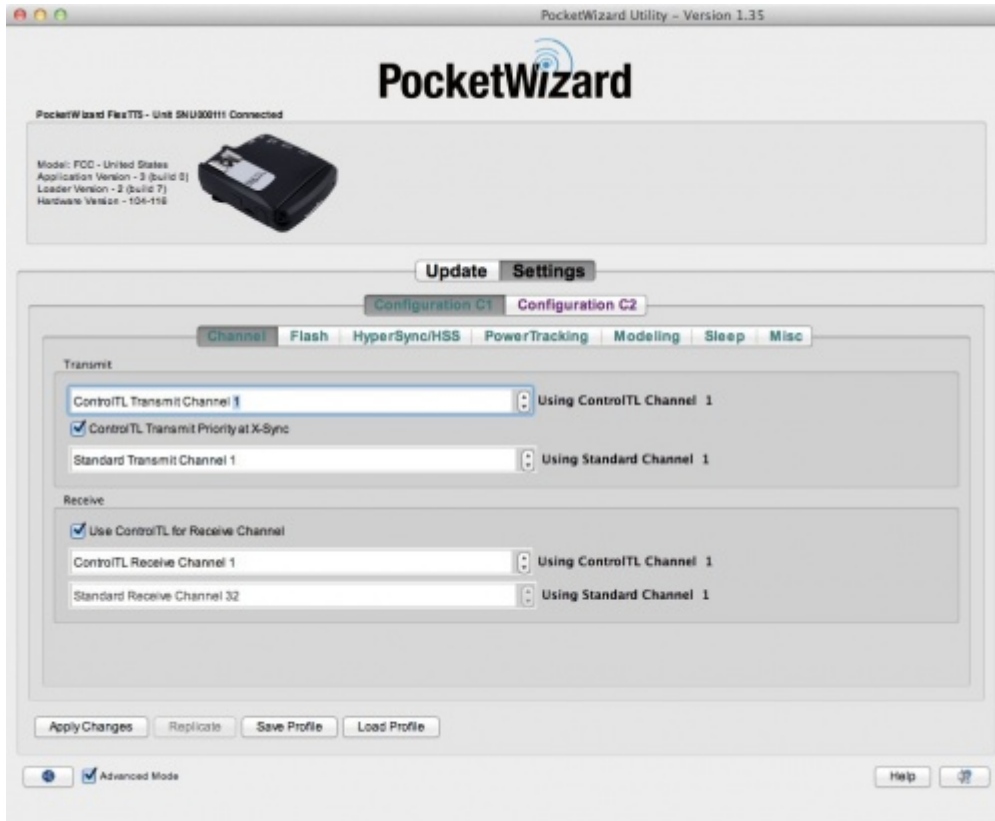 PocketWizard Utility – Version 1.35
PocketWizard
PocketWizard FlexTT5 - Unit 5NU000111 Connected
Model: FCC - United States
Application Version - 3 (build 0)
Loader Version - 2 (build 7)
Hardware Version - 104-116
Update Settings
Configuration C1 Configuration C2
Channel Flash HyperSync/HSS PowerTracking Modeling Sleep Misc
Transmit
ControlTL Transmit Channel 1 Using ControlTL Channel 1
ControlTL Transmit Priority at X-Sync
Standard Transmit Channel 1 Using Standard Channel 1
Receive
Use ControlTL for Receive Channel
ControlTL Receive Channel 1 Using ControlTL Channel 1
Standard Receive Channel 32 Using Standard Channel 1
Apply Changes Replicate Save Profile Load Profile
Advanced Mode Help